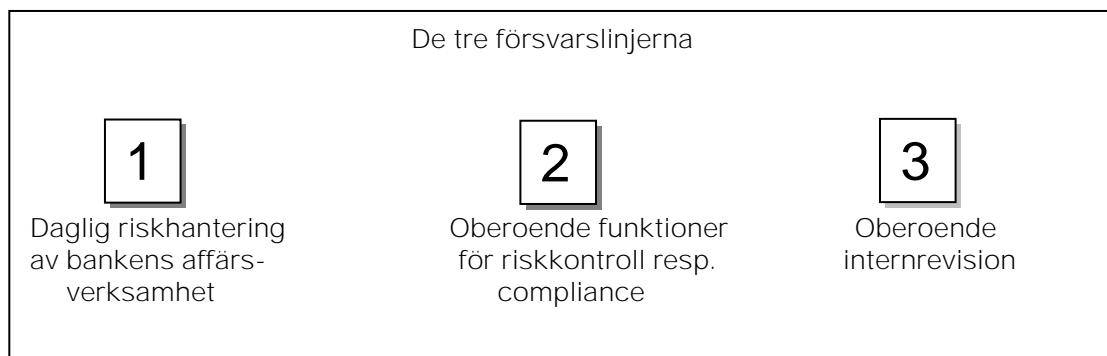 De tre försvarslinjerna
1
Daglig riskhantering
av bankens affärs-
verksamhet
2
Oberoende funktioner
för riskkontroll resp.
compliance
3
Oberoende
internrevision